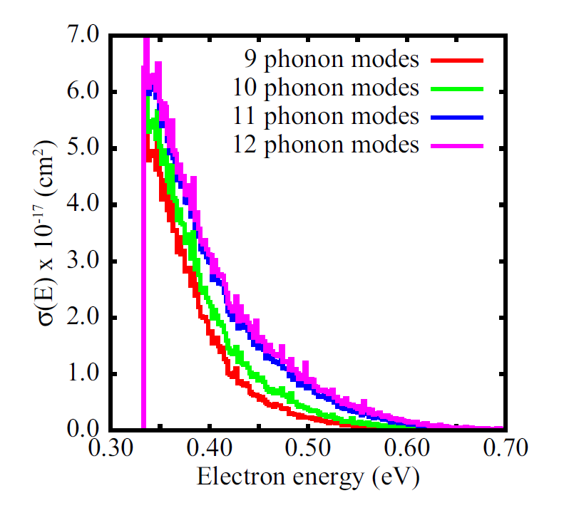 7.0
6.0
5.0
4.0
3.0
2.0
1.0
0.0
σ(E) x 10⁻¹⁷ (cm²)
9 phonon modes
10 phonon modes
11 phonon modes
12 phonon modes
0.30 0.40 0.50 0.60 0.70
Electron energy (eV)